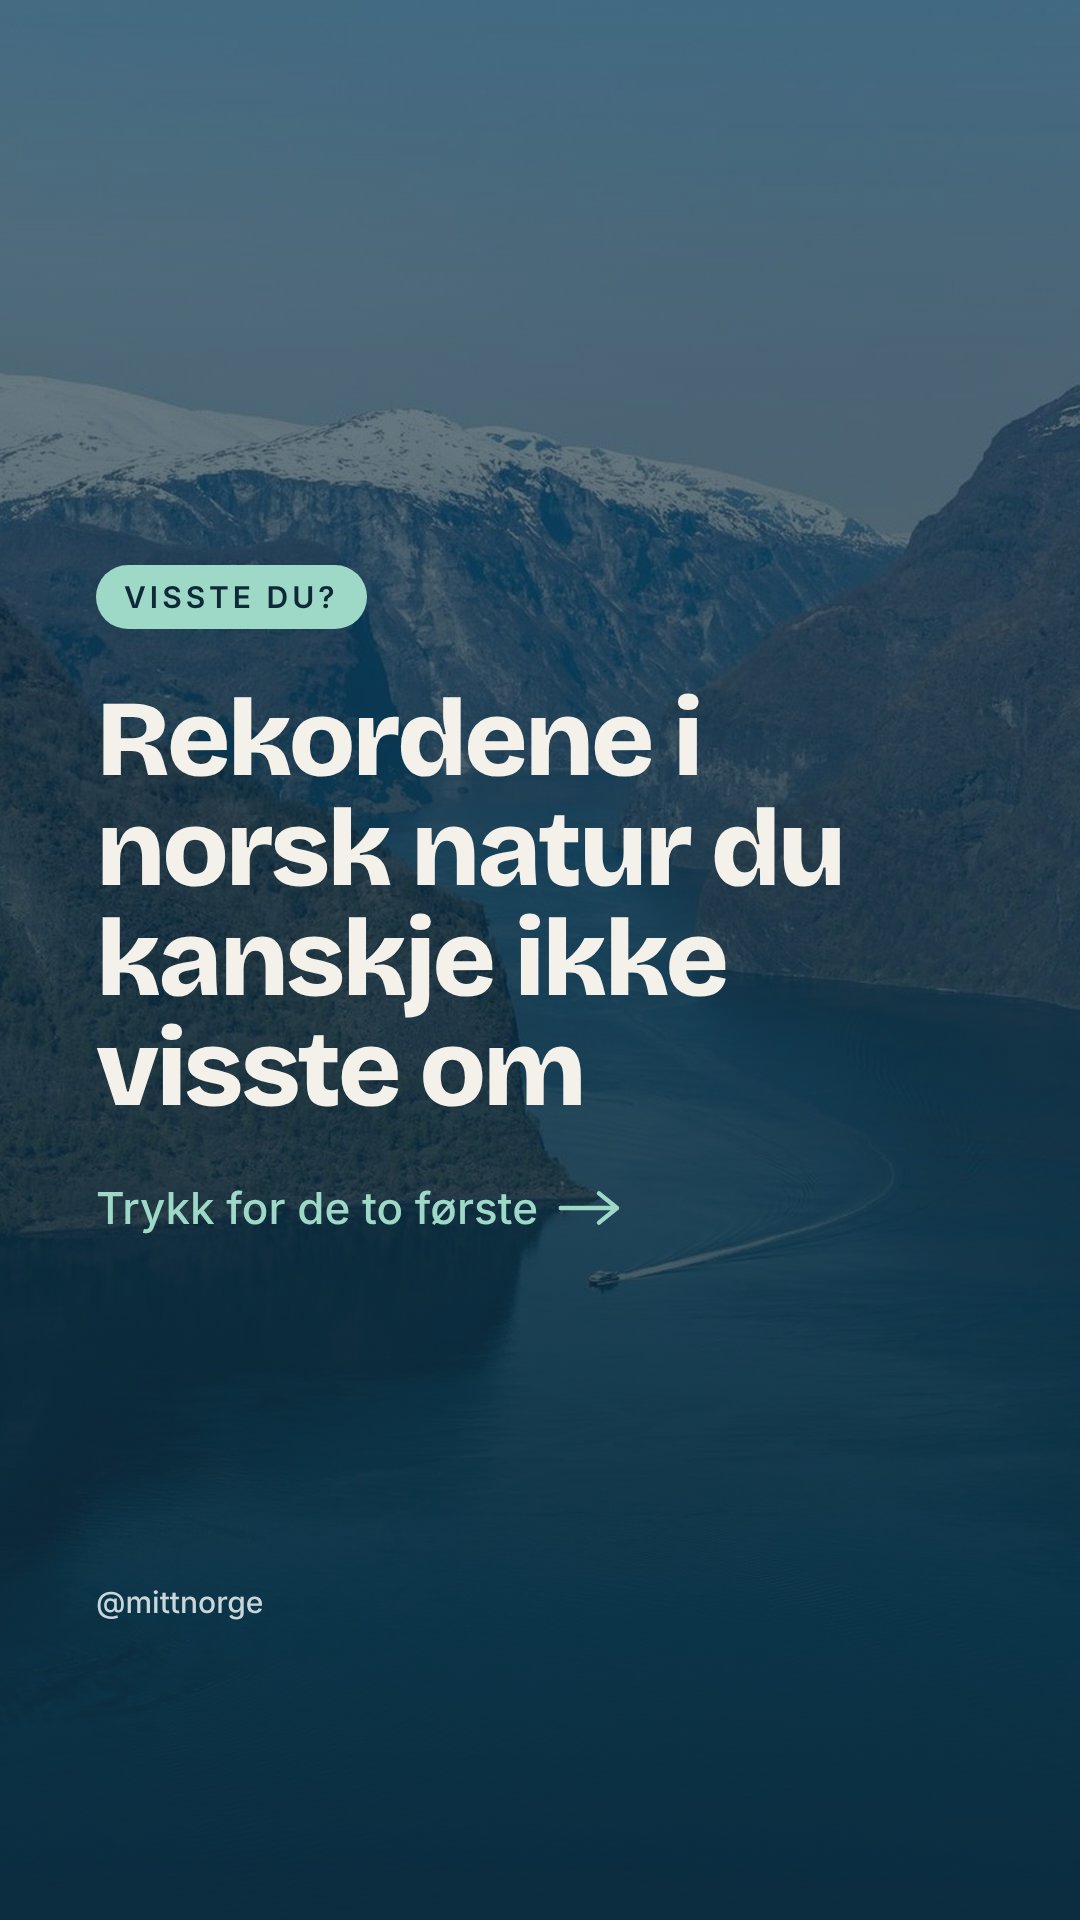 VISSTE DU?
Rekordene i
norsk natur du
kanskje ikke
visste om
Trykk for de to første →
@mittnorge